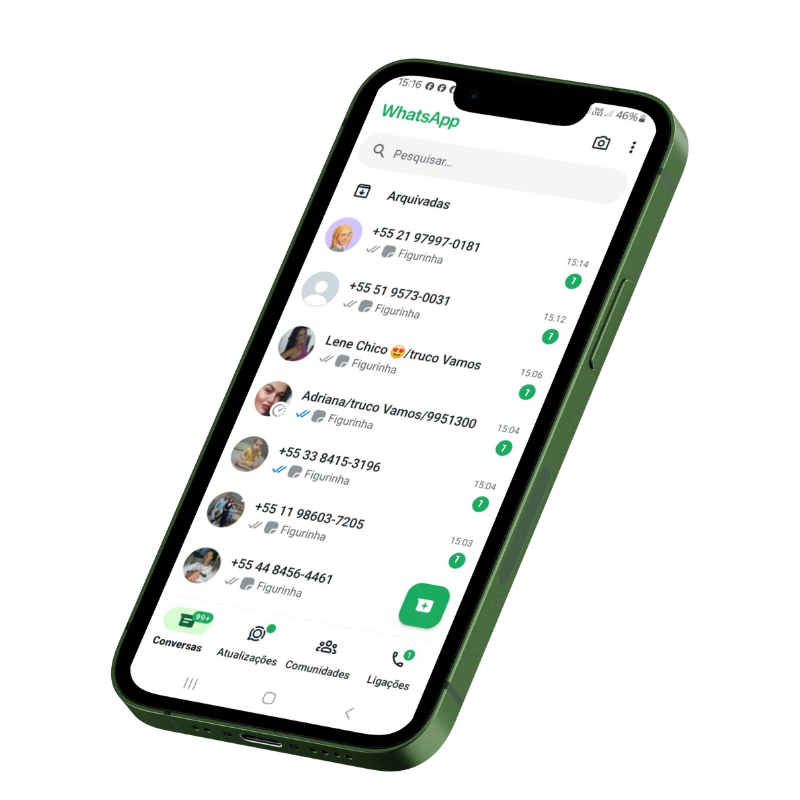 15:16
Voi) LTE 46%
WhatsApp
Pesquisar...
Arquivadas
+55 21 97997-0181
15:14
Figurinha
1
+55 51 9573-0031
15:12
Figurinha
1
Lene Chico 😍/truco Vamos
15:06
Figurinha
1
Adriana/truco Vamos/9951300
15:04
Figurinha
1
+55 33 8415-3196
15:04
Figurinha
1
+55 11 98603-7205
15:03
Figurinha
1
+55 44 8456-4461
Figurinha
99+
1
Conversas
Atualizações
Comunidades
Ligações